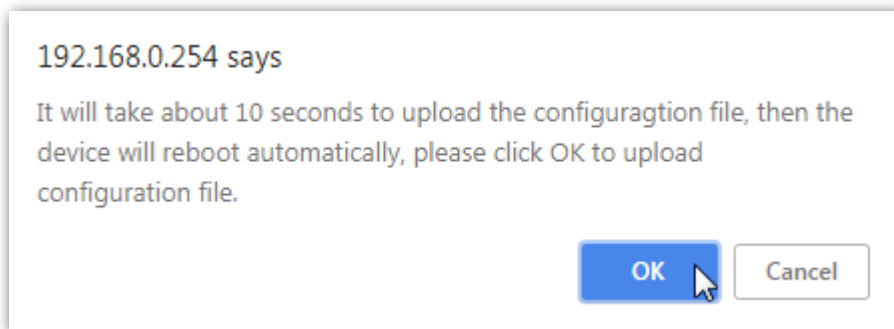 192.168.0.254 says
It will take about 10 seconds to upload the configuragtion file, then the
device will reboot automatically, please click OK to upload
configuration file.
OK Cancel